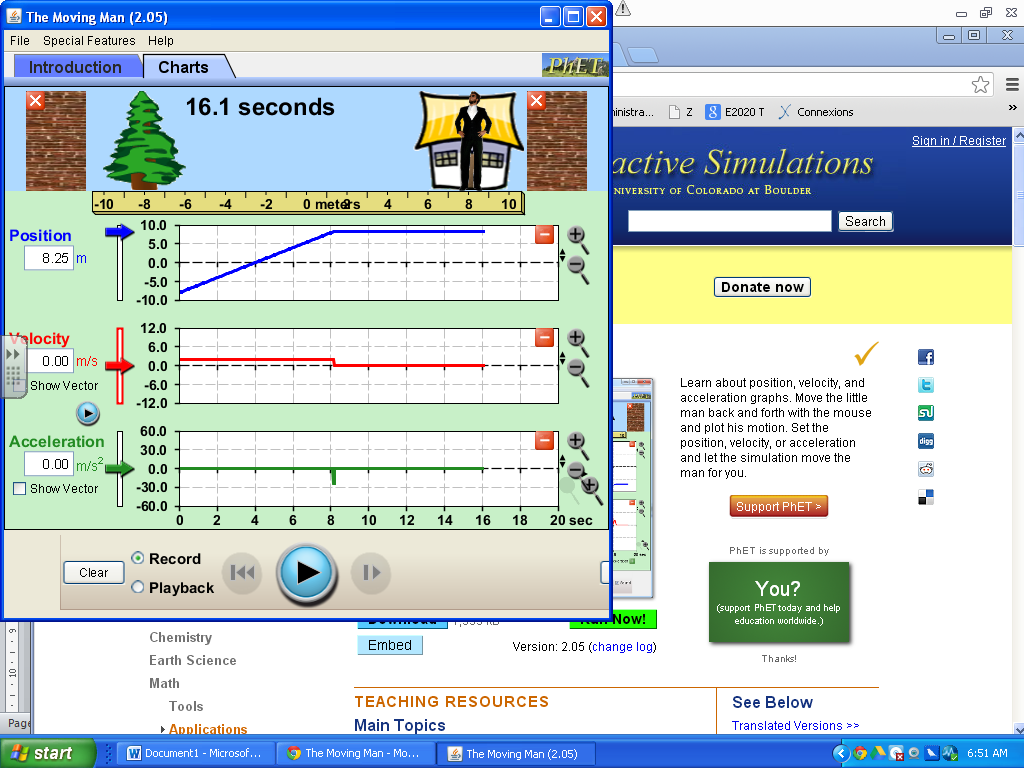 The Moving Man (2.05)
File Special Features Help
Introduction Charts
PhET
16.1 seconds
-10 -8 -6 -4 -2 0 meters 2 4 6 8 10
Position
8.25 m
10.0
5.0
0.0
-5.0
-10.0
Velocity
0.00 m/s
Show Vector
12.0
6.0
0.0
-6.0
-12.0
Acceleration
0.00 m/s2
Show Vector
60.0
30.0
0.0
-30.0
-60.0
0 2 4 6 8 10 12 14 16 18 20 sec
Clear
Record
Playback
Z
E2020 T
Connexions
»
Sign in / Register
active Simulations
University of Colorado at Boulder
Search
Donate now
Learn about position, velocity, and
acceleration graphs. Move the little
man back and forth with the mouse
and plot his motion. Set the
position, velocity, or acceleration
and let the simulation move the
man for you.
digg
Support PhET >
PhET is supported by
You?
(support PhET today and help
education worldwide.)
Thanks!
Download
Run Now!
Embed
Version: 2.05 (change log)
Chemistry
Earth Science
Math
Tools
Applications
TEACHING RESOURCES
Main Topics
See Below
Translated Versions >>
9
10
Page
start
Document1 - Microsof...
The Moving Man - Mo...
The Moving Man (2.05)
6:51 AM